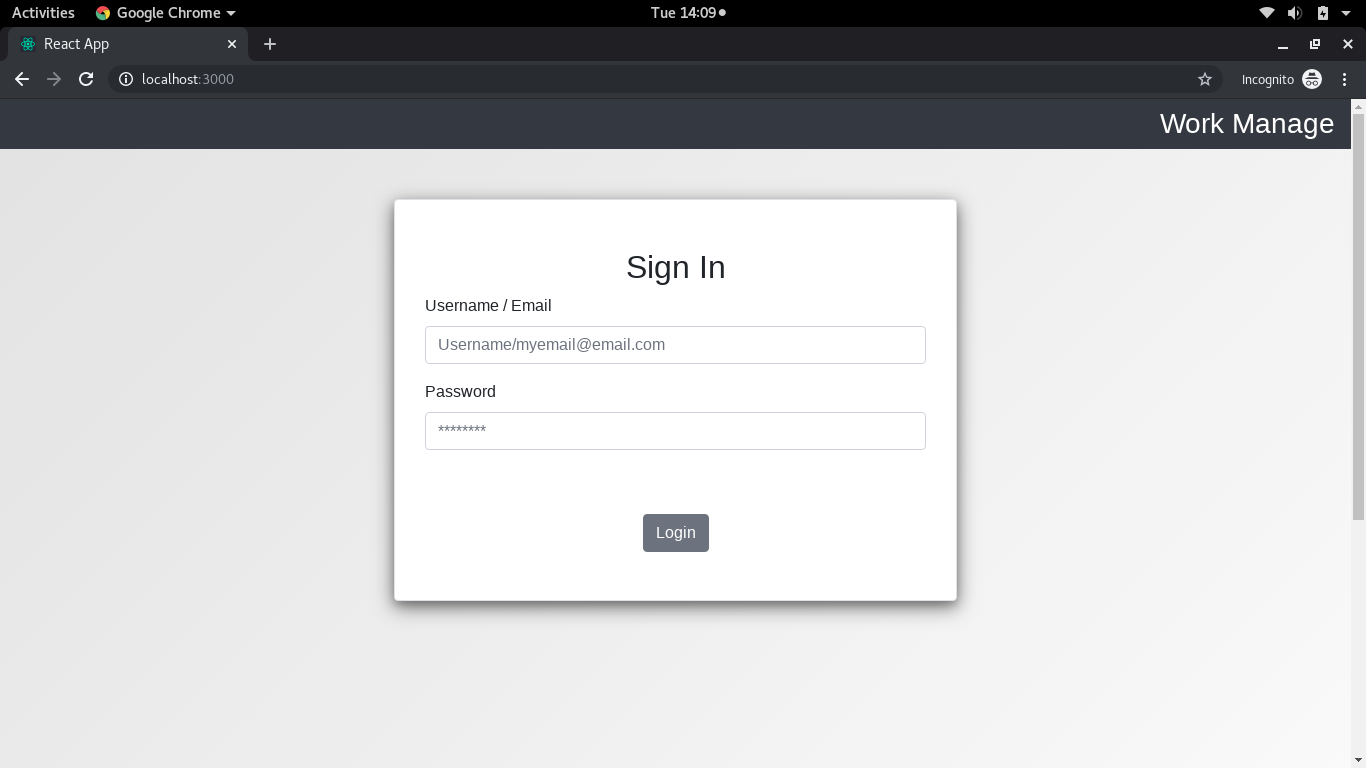 Activities Google Chrome Tue 14:09
React App
localhost:3000 Incognito
Work Manage
Sign In
Username / Email
Username/myemail@email.com
Password
********
Login